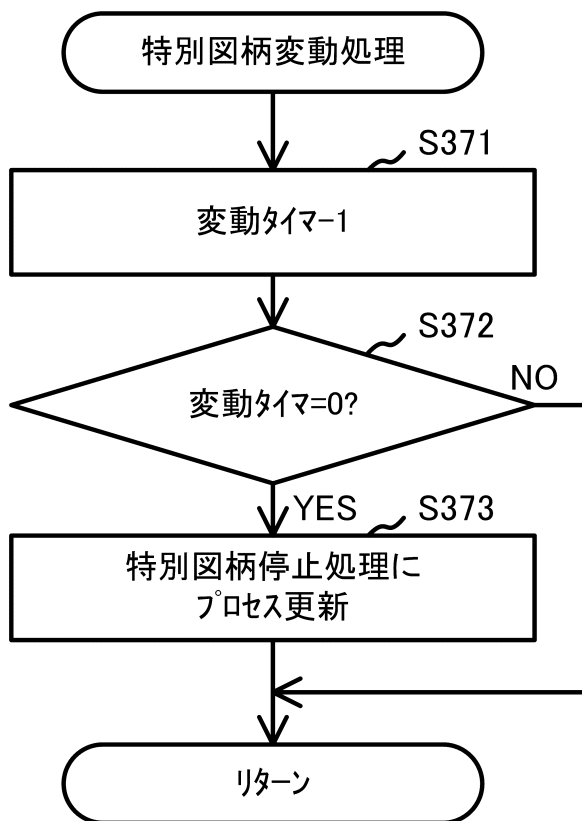 特別図柄変動処理
S371
変動ﾀｲﾏ-1
S372
変動ﾀｲﾏ=0?
NO
YES
S373
特別図柄停止処理に
ﾌﾟﾛｾｽ更新
ﾘﾀｰﾝ